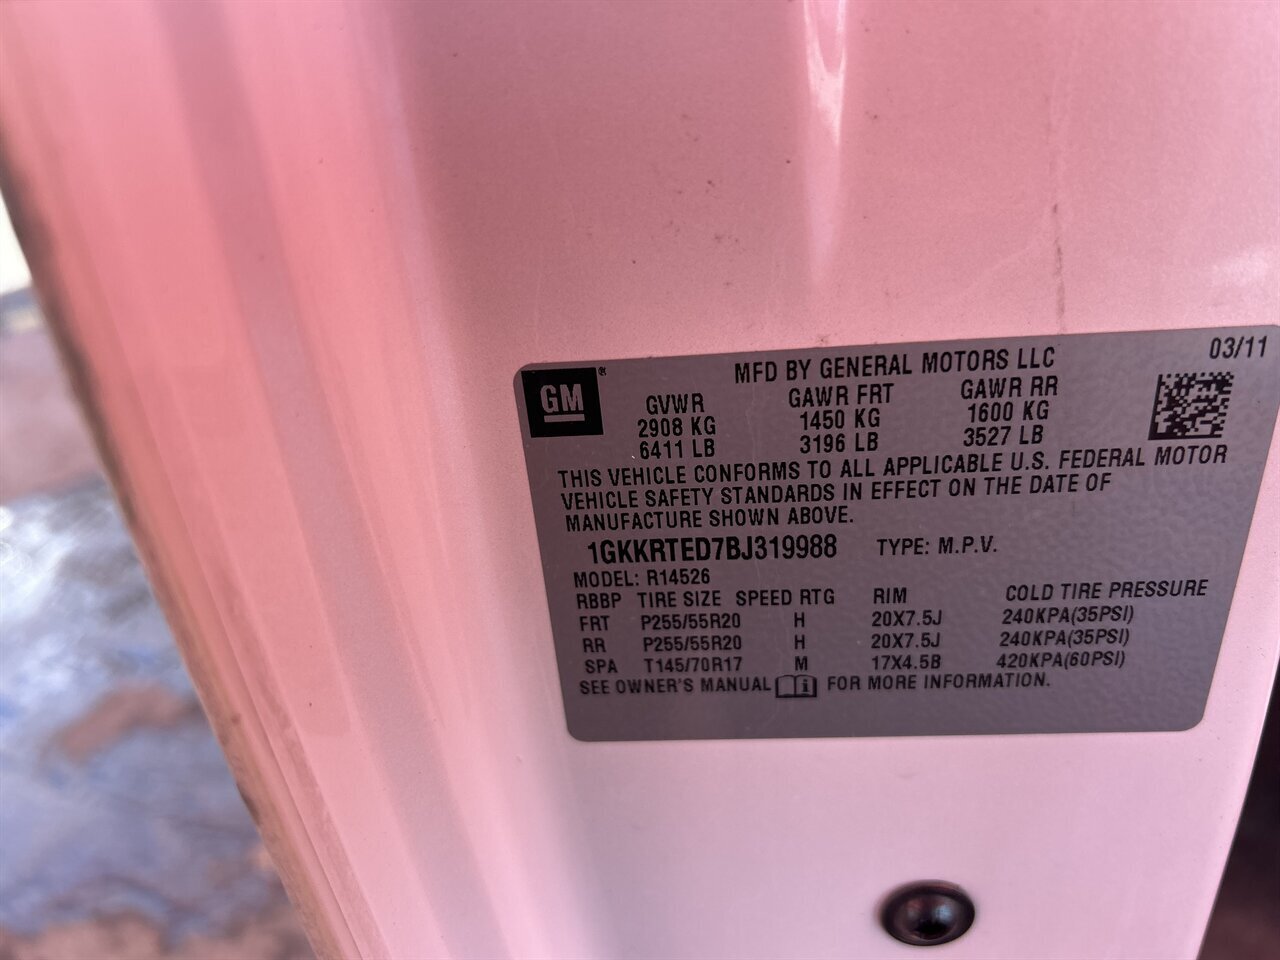 MFD BY GENERAL MOTORS LLC 03/11
GM®
GVWR GAWR FRT GAWR RR
2908 KG 1450 KG 1600 KG
6411 LB 3196 LB 3527 LB
THIS VEHICLE CONFORMS TO ALL APPLICABLE U.S. FEDERAL MOTOR
VEHICLE SAFETY STANDARDS IN EFFECT ON THE DATE OF
MANUFACTURE SHOWN ABOVE.
1GKKRTED7BJ319988 TYPE: M.P.V.
MODEL: R14526
RBBP TIRE SIZE SPEED RTG RIM COLD TIRE PRESSURE
FRT P255/55R20 H 20X7.5J 240KPA(35PSI)
RR P255/55R20 H 20X7.5J 240KPA(35PSI)
SPA T145/70R17 M 17X4.5B 420KPA(60PSI)
SEE OWNER'S MANUAL i FOR MORE INFORMATION.